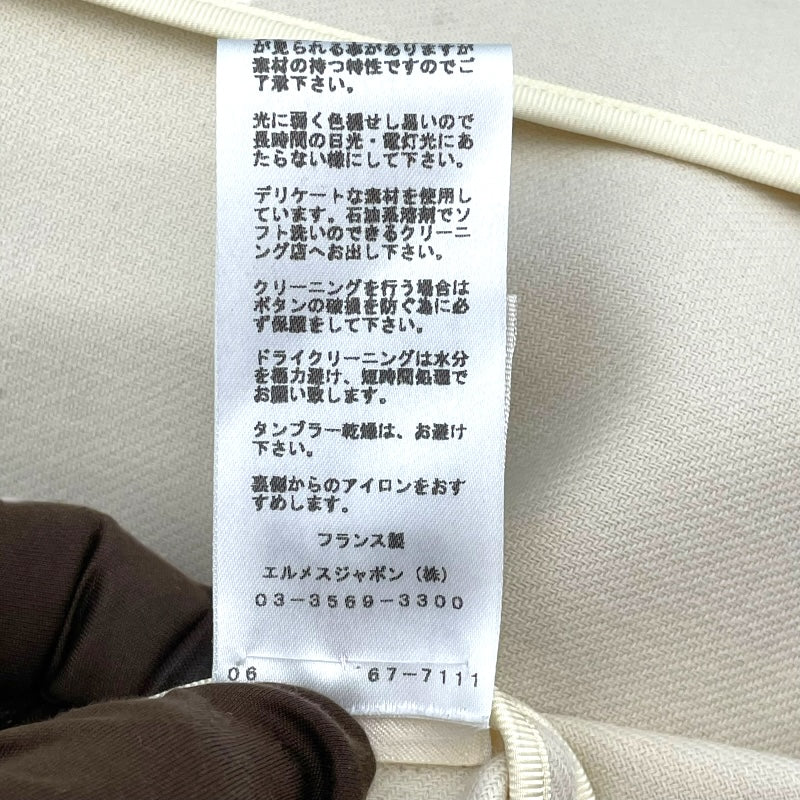 が見られる事がありますが
素材の持つ特性ですのでご
了承下さい。
光に弱く色褪せし易いので
長時間の日光・電灯光にあ
たらない様にして下さい。
デリケートな素材を使用し
ています。石油系溶剤でソ
フト洗いのできるクリーニ
ング店へお出し下さい。
クリーニングを行う場合は
ボタンの破損を防ぐ為に必
ず保護をして下さい。
ドライクリーニングは水分
を極力避け、短時間処理で
お願い致します。
タンブラー乾燥は、お避け
下さい。
裏側からのアイロンをおす
すめします。
フランス製
エルメスジャポン（株）
03-3569-3300
06 67-7111